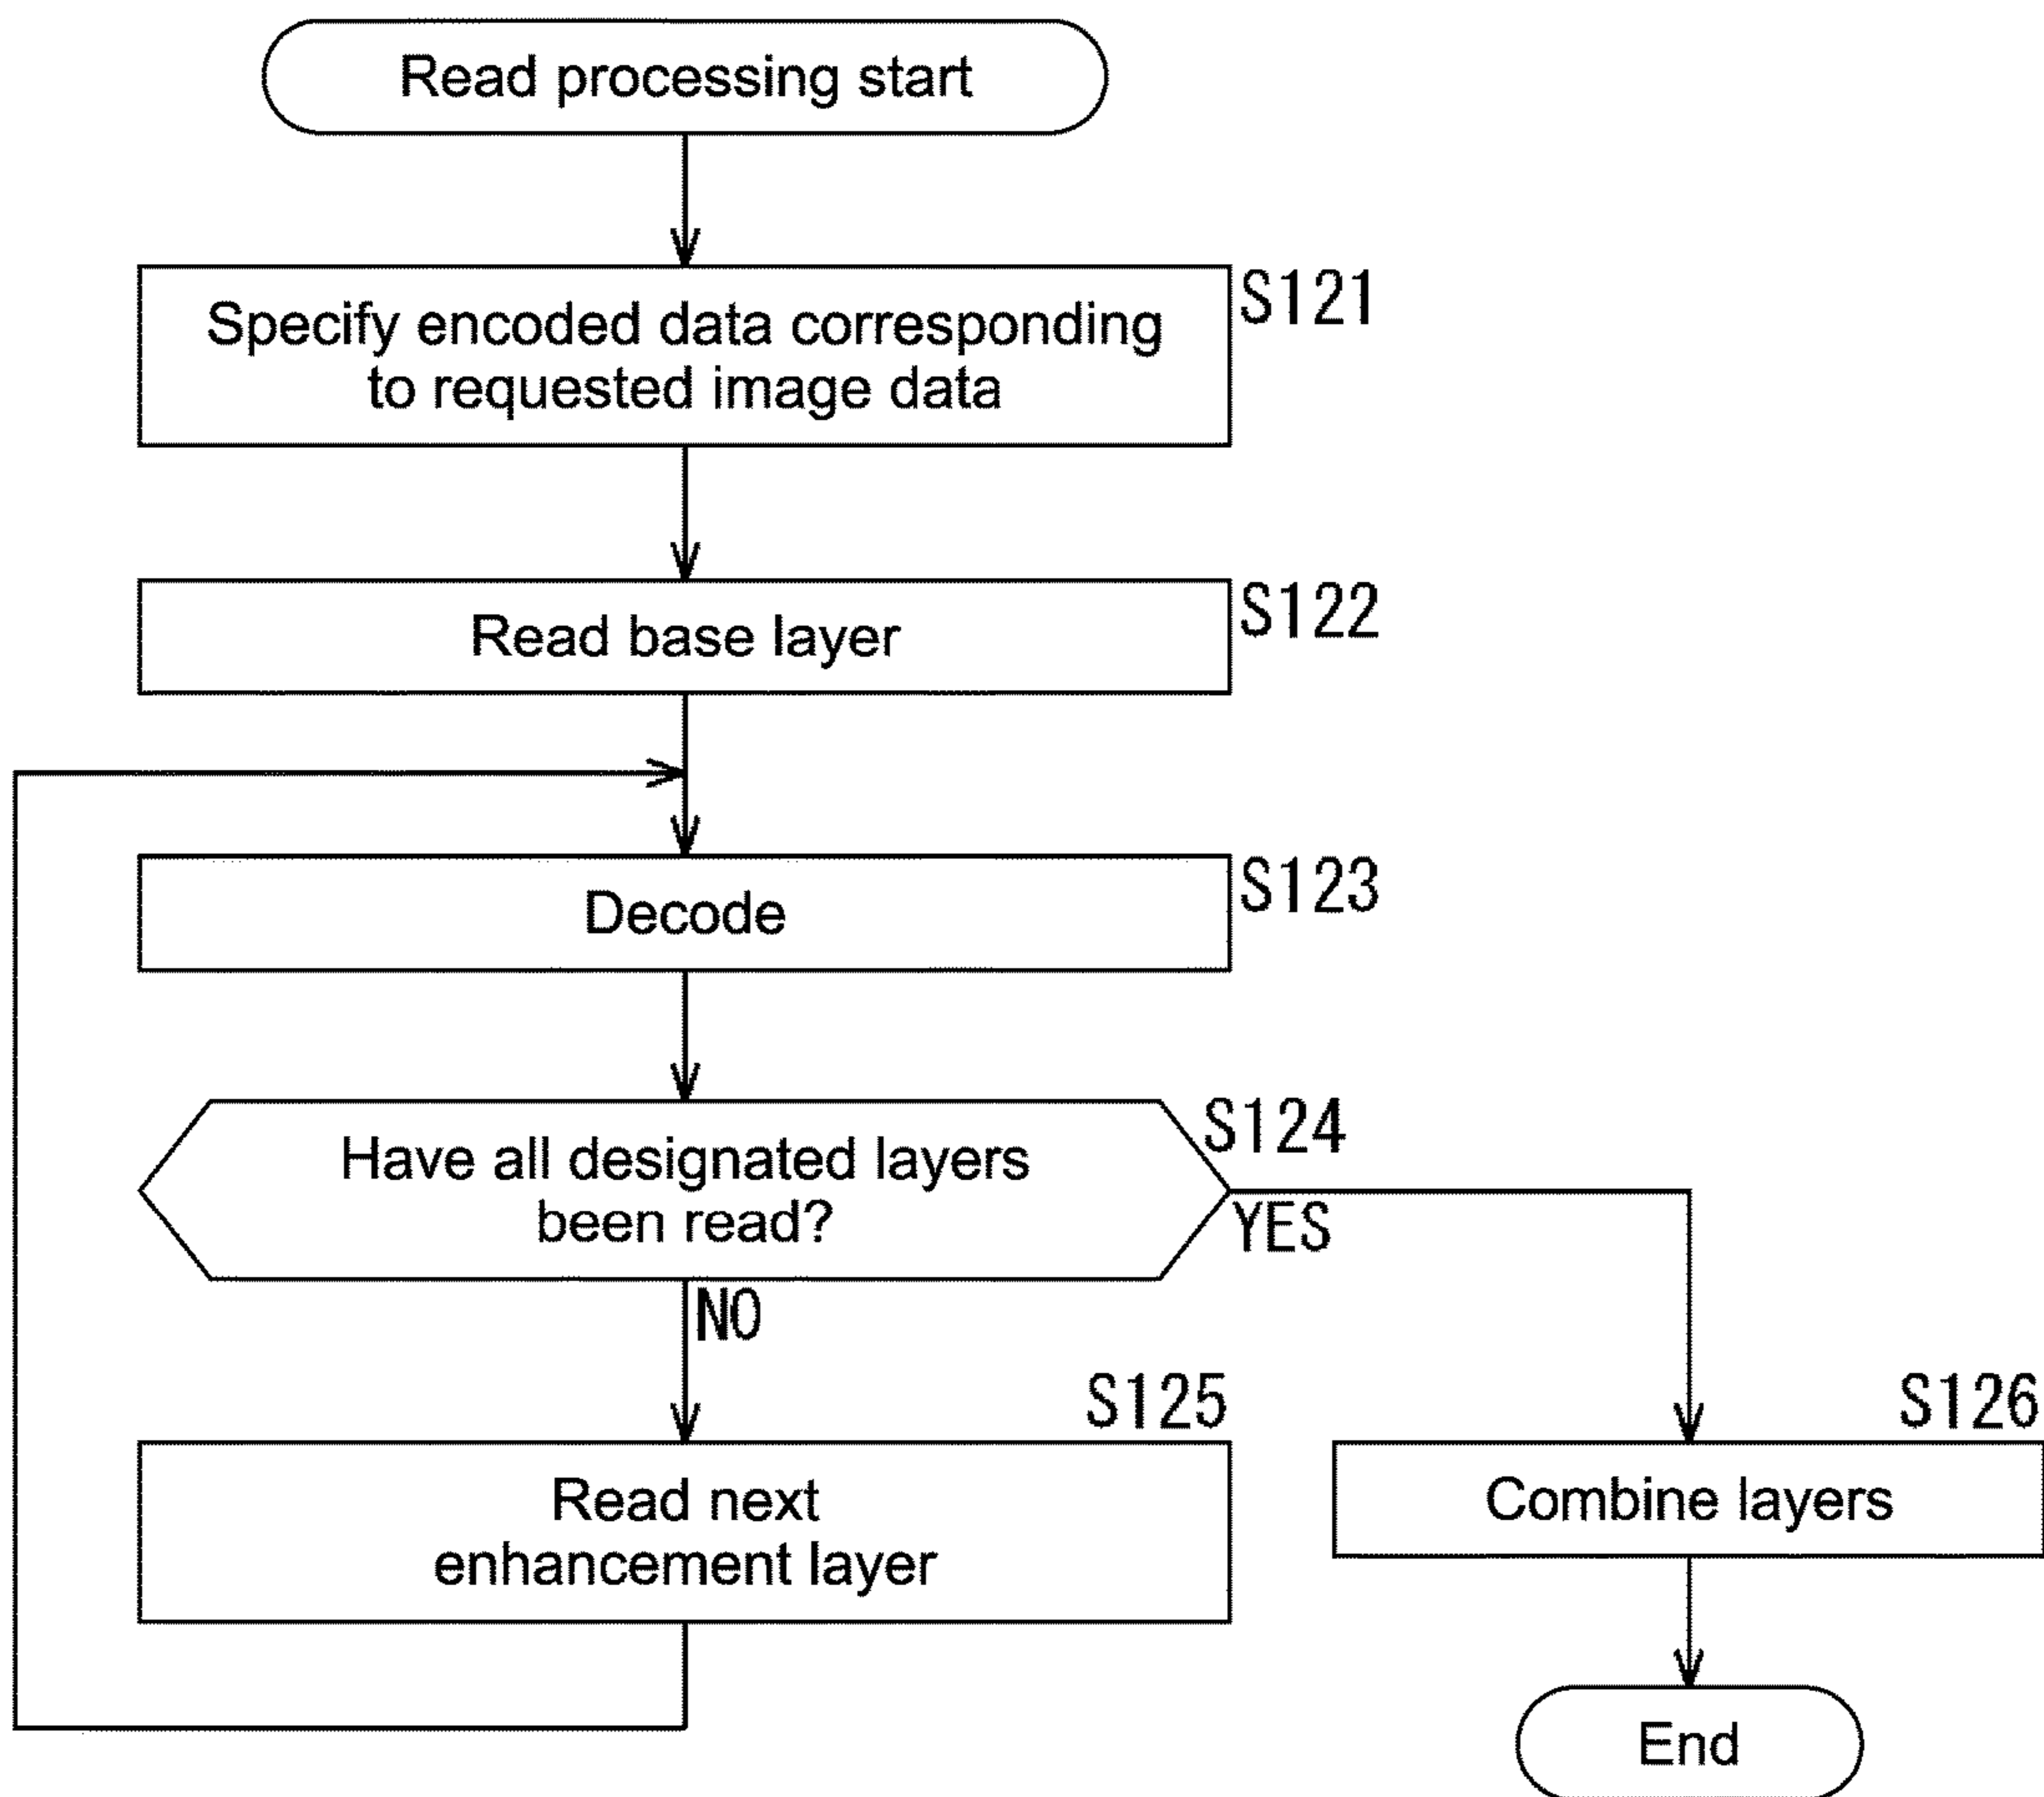 Read processing start
S121
Specify encoded data corresponding
to requested image data
S122
Read base layer
S123
Decode
S124
Have all designated layers
been read?
YES
NO
S125
Read next
enhancement layer
S126
Combine layers
End